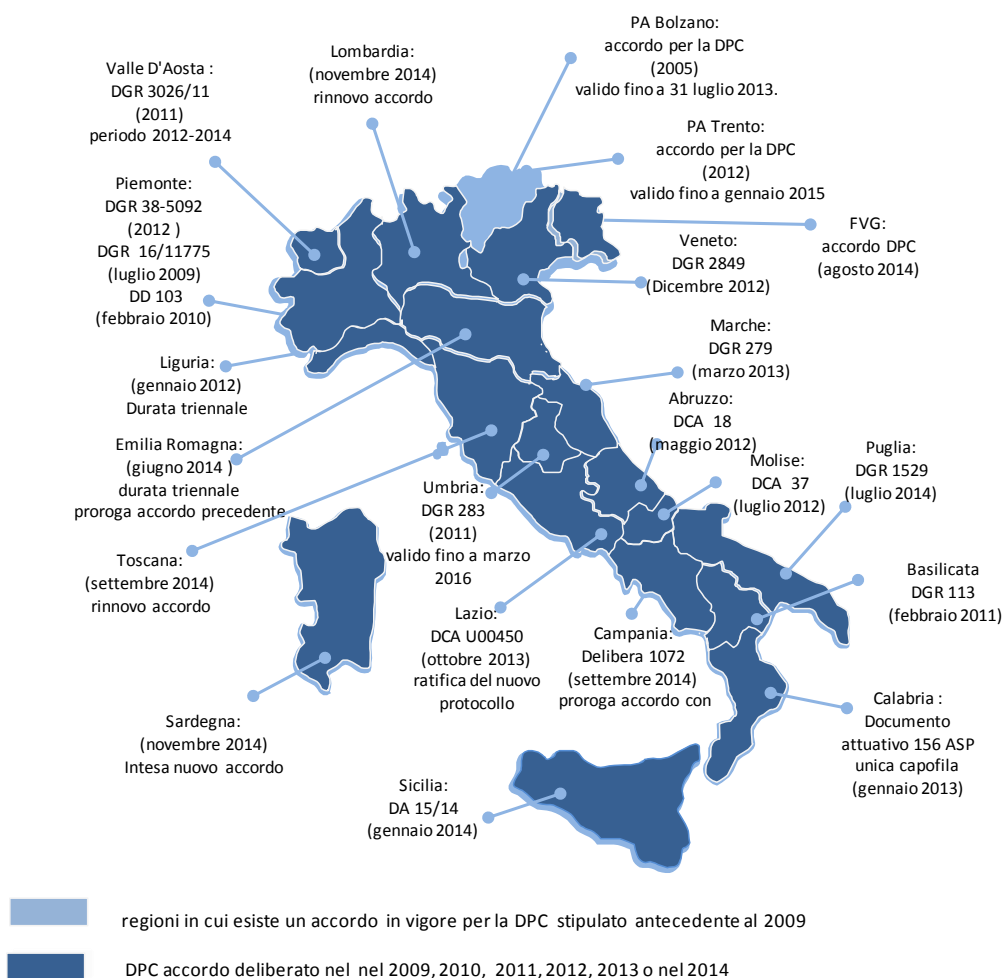 PA Bolzano:
accordo per la DPC
(2005)
valido fino a 31 luglio 2013.
Lombardia:
(novembre 2014)
rinnovo accordo
Valle D'Aosta :
DGR 3026/11
(2011)
periodo 2012-2014
PA Trento:
accordo per la DPC
(2012)
valido fino a gennaio 2015
Piemonte:
DGR 38-5092
(2012 )
DGR 16/11775
(luglio 2009)
DD 103
(febbraio 2010)
FVG:
accordo DPC
(agosto 2014)
Veneto:
DGR 2849
(Dicembre 2012)
Marche:
DGR 279
(marzo 2013)
Liguria:
(gennaio 2012)
Durata triennale
Abruzzo:
DCA 18
(maggio 2012)
Emilia Romagna:
(giugno 2014 )
durata triennale
proroga accordo precedente
Puglia:
DGR 1529
(luglio 2014)
Molise:
DCA 37
(luglio 2012)
Umbria:
DGR 283
(2011)
valido fino a marzo
2016
Toscana:
(settembre 2014)
rinnovo accordo
Basilicata
DGR 113
(febbraio 2011)
Lazio:
DCA U00450
(ottobre 2013)
ratifica del nuovo
protocollo
Campania:
Delibera 1072
(settembre 2014)
proroga accordo con
Calabria :
Documento
attuativo 156 ASP
unica capofila
(gennaio 2013)
Sardegna:
(novembre 2014)
Intesa nuovo accordo
Sicilia:
DA 15/14
(gennaio 2014)
regioni in cui esiste un accordo in vigore per la DPC stipulato antecedente al 2009
DPC accordo deliberato nel nel 2009, 2010, 2011, 2012, 2013 o nel 2014